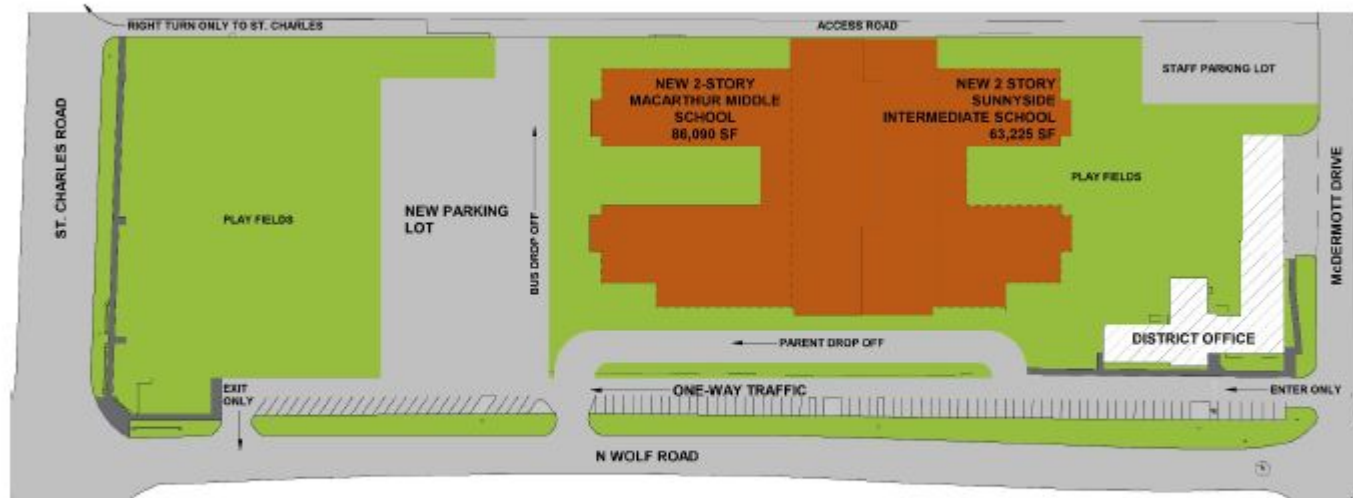 RIGHT TURN ONLY TO ST. CHARLES
ACCESS ROAD
STAFF PARKING LOT
NEW 2-STORY
MACARTHUR MIDDLE
SCHOOL
86,090 SF
NEW 2 STORY
SUNNYSIDE
INTERMEDIATE SCHOOL
63,225 SF
ST. CHARLES ROAD
PLAY FIELDS
NEW PARKING
LOT
BUS DROP OFF
PLAY FIELDS
McDERMOTT DRIVE
DISTRICT OFFICE
PARENT DROP OFF
EXIT
ONLY
ONE-WAY TRAFFIC
ENTER ONLY
N WOLF ROAD